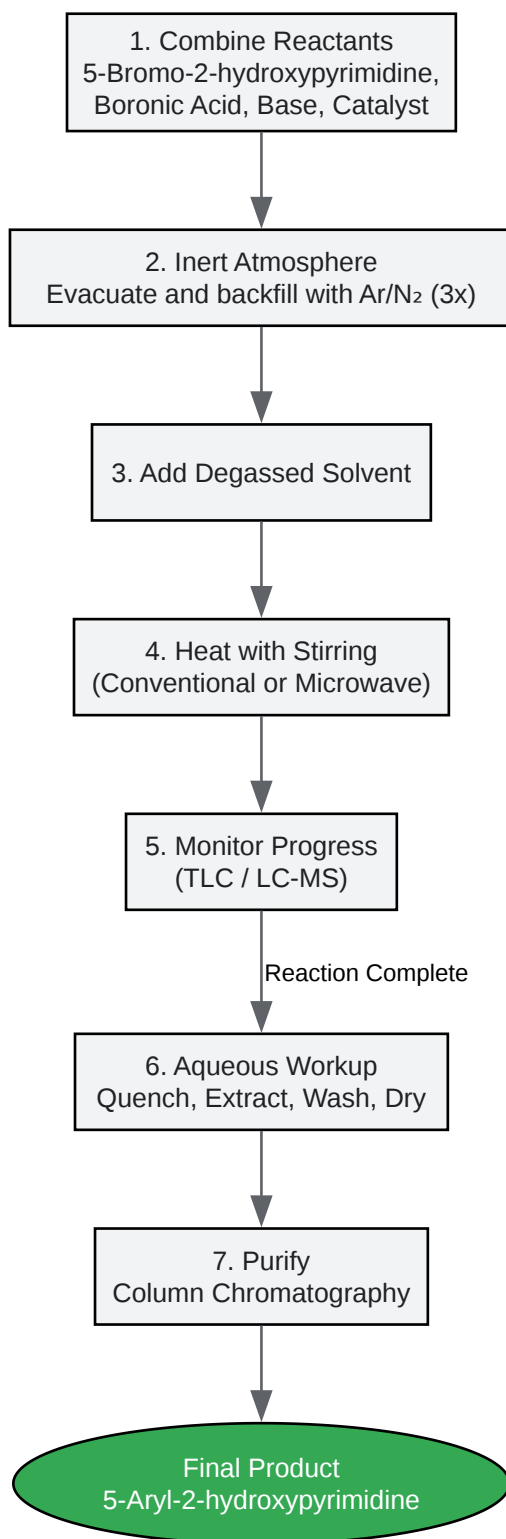 1. Combine Reactants
5-Bromo-2-hydroxypyrimidine,
Boronic Acid, Base, Catalyst
2. Inert Atmosphere
Evacuate and backfill with Ar/N₂ (3x)
3. Add Degassed Solvent
4. Heat with Stirring
(Conventional or Microwave)
5. Monitor Progress
(TLC / LC-MS)
Reaction Complete
6. Aqueous Workup
Quench, Extract, Wash, Dry
7. Purify
Column Chromatography
Final Product
5-Aryl-2-hydroxypyrimidine